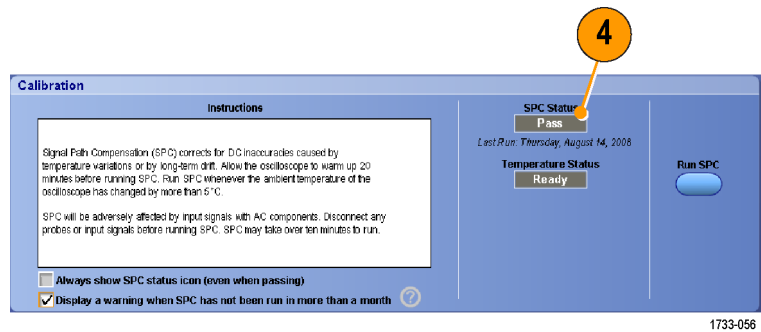 4
Calibration
Instructions
Signal Path Compensation (SPC) corrects for DC inaccuracies caused by
temperature variations or by long-term drift. Allow the oscilloscope to warm up 20
minutes before running SPC. Run SPC whenever the ambient temperature of the
oscilloscope has changed by more than 5°C.
SPC will be adversely affected by input signals with AC components. Disconnect any
probes or input signals before running SPC. SPC may take over ten minutes to run.
Always show SPC status icon (even when passing)
Display a warning when SPC has not been run in more than a month
?
SPC Status
Pass
Last Run: Thursday, August 14, 2008
Temperature Status
Ready
Run SPC
1733-056